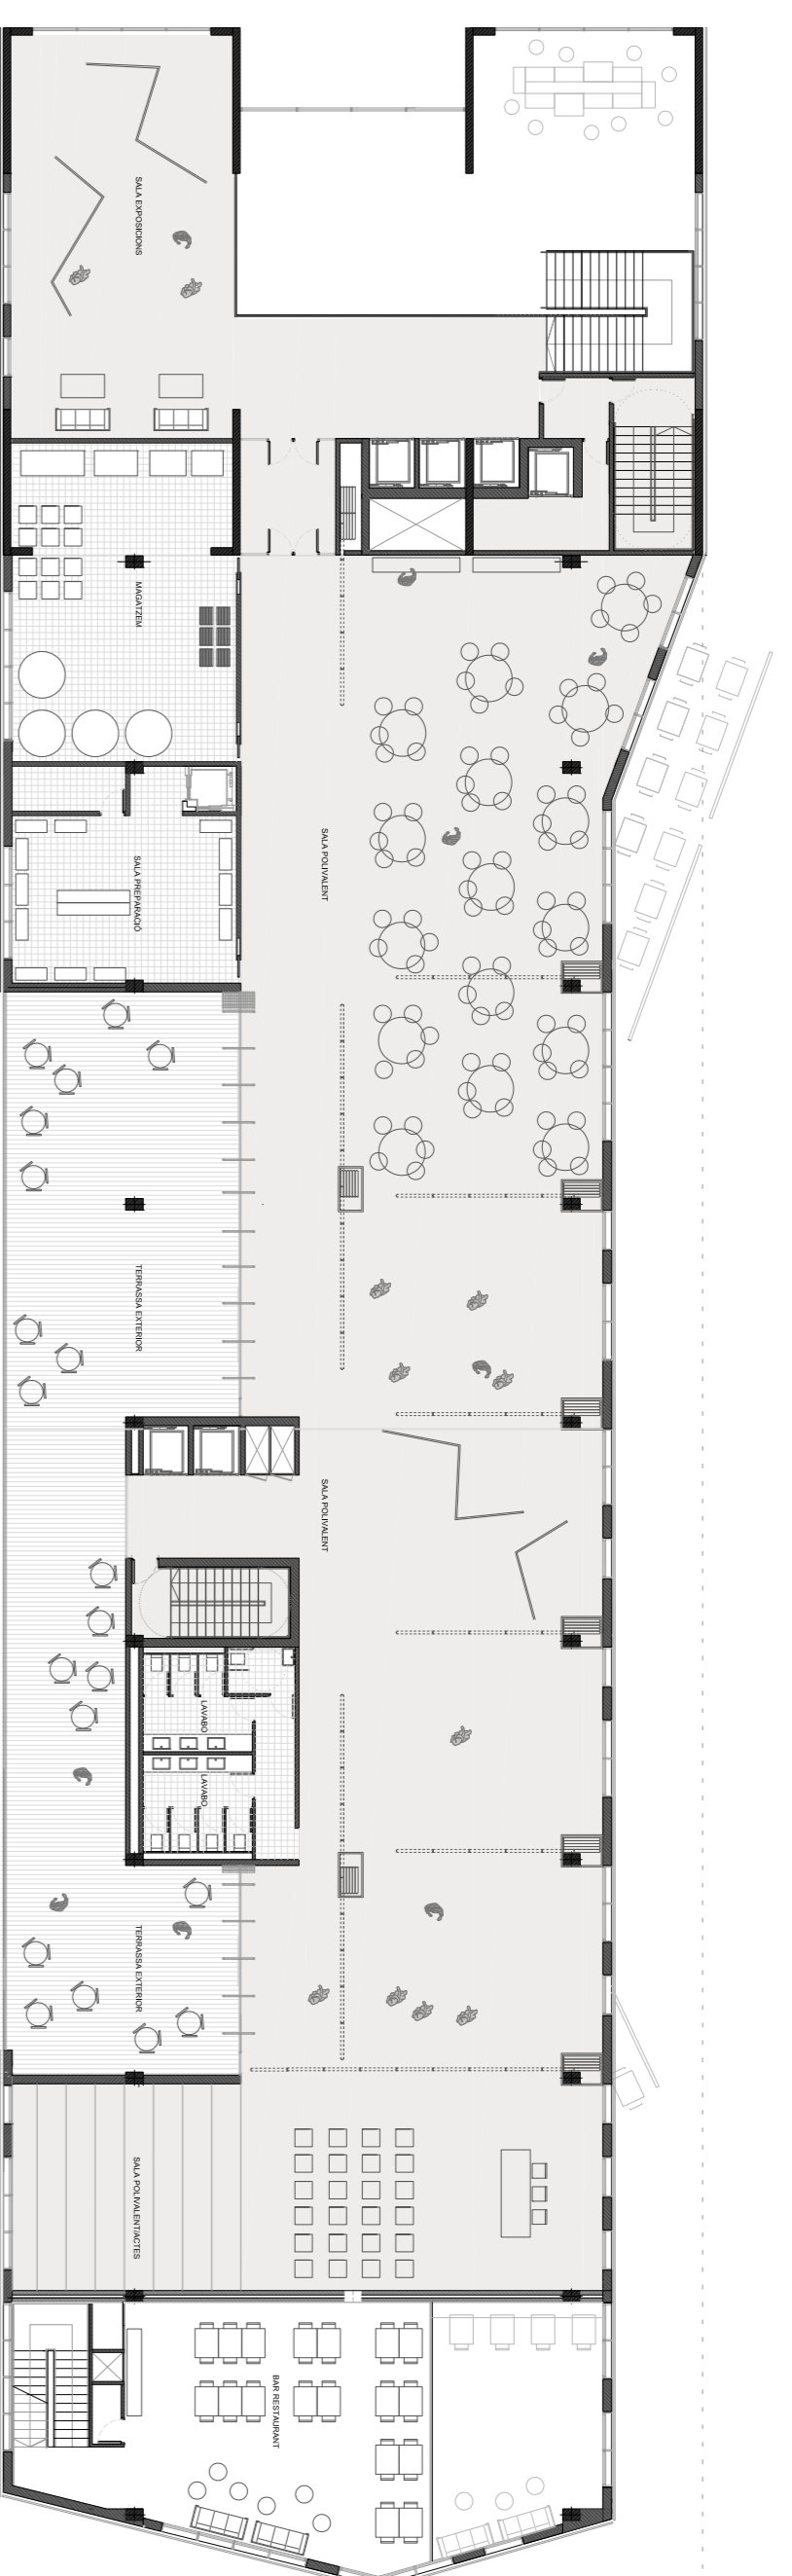 SALA EXPOSICIONS
MAGATZEM
SALA POLIVALENT
SALA PREPARACIÓ
TERRASSA EXTERIOR
SALA POLIVALENT
LAVABO
LAVABO
TERRASSA EXTERIOR
SALA POLIVALENT/ACTES
BAR RESTAURANT